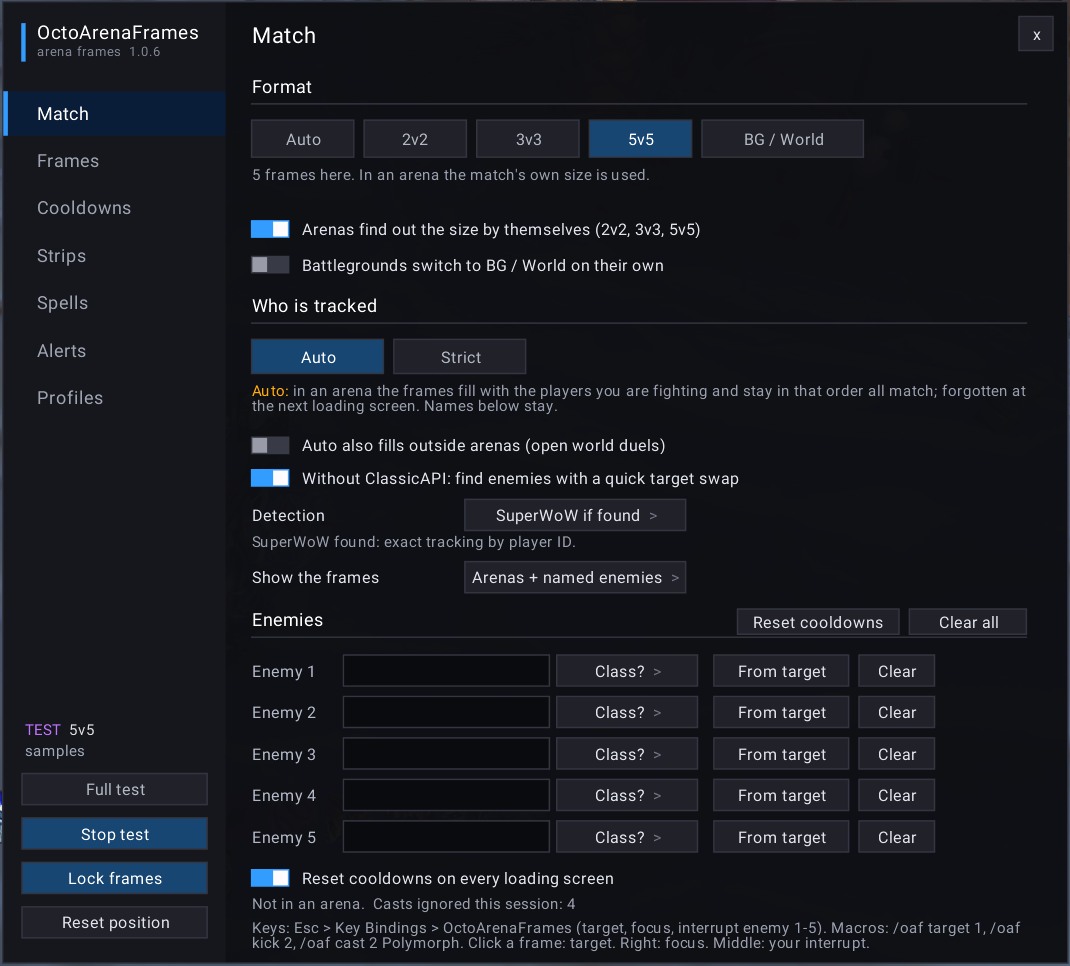 OctoArenaFrames
arena frames 1.0.6
Match
Frames
Cooldowns
Strips
Spells
Alerts
Profiles
TEST 5v5
samples
Full test
Stop test
Lock frames
Reset position
Match
x
Format
Auto 2v2 3v3 5v5 BG / World
5 frames here. In an arena the match's own size is used.
Arenas find out the size by themselves (2v2, 3v3, 5v5)
Battlegrounds switch to BG / World on their own
Who is tracked
Auto Strict
Auto: in an arena the frames fill with the players you are fighting and stay in that order all match; forgotten at
the next loading screen. Names below stay.
Auto also fills outside arenas (open world duels)
Without ClassicAPI: find enemies with a quick target swap
Detection SuperWoW if found >
SuperWoW found: exact tracking by player ID.
Show the frames Arenas + named enemies >
Enemies Reset cooldowns Clear all
Enemy 1 Class? > From target Clear
Enemy 2 Class? > From target Clear
Enemy 3 Class? > From target Clear
Enemy 4 Class? > From target Clear
Enemy 5 Class? > From target Clear
Reset cooldowns on every loading screen
Not in an arena. Casts ignored this session: 4
Keys: Esc > Key Bindings > OctoArenaFrames (target, focus, interrupt enemy 1-5). Macros: /oaf target 1, /oaf
kick 2, /oaf cast 2 Polymorph. Click a frame: target. Right: focus. Middle: your interrupt.